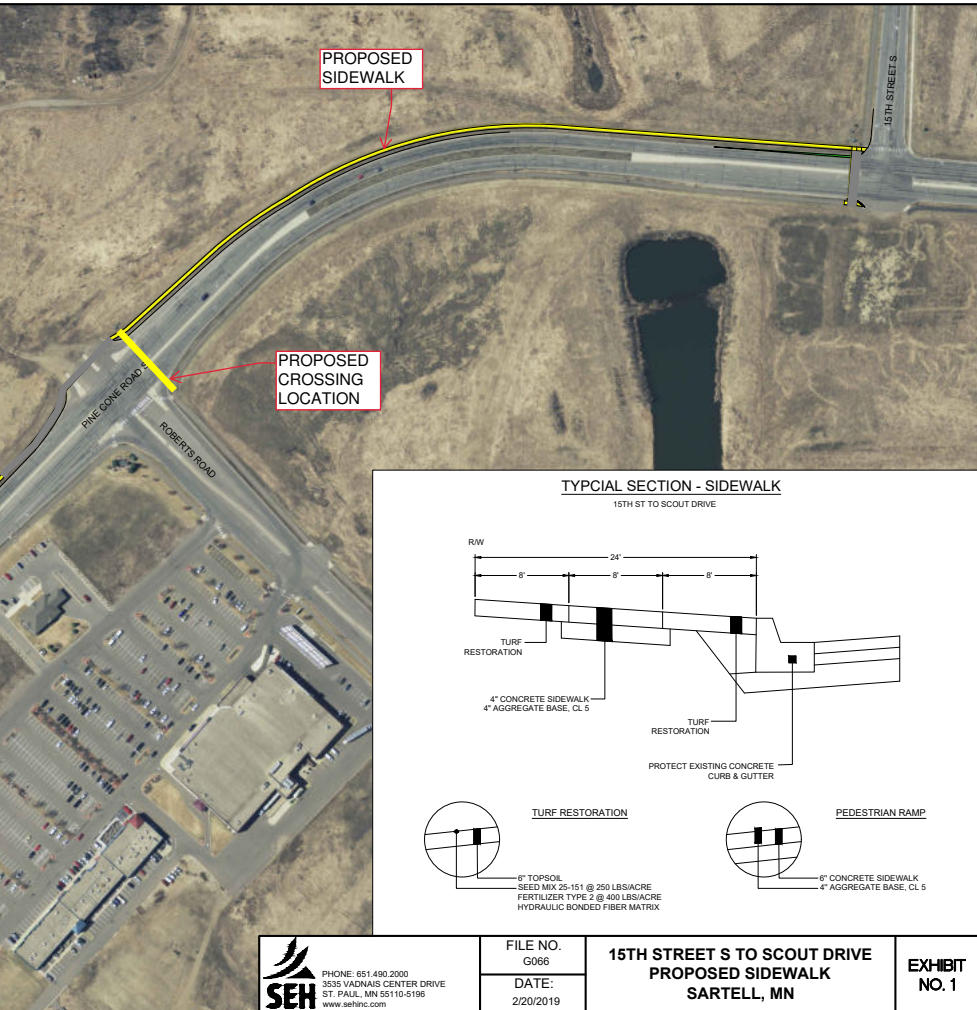 PROPOSED
SIDEWALK
15TH STREET S
PROPOSED
CROSSING
LOCATION
PINE CONE ROAD S
ROBERTS ROAD
TYPCIAL SECTION - SIDEWALK
15TH ST TO SCOUT DRIVE
R/W
24'
8'
8'
8'
TURF
RESTORATION
4" CONCRETE SIDEWALK
4" AGGREGATE BASE, CL 5
TURF
RESTORATION
PROTECT EXISTING CONCRETE
CURB & GUTTER
TURF RESTORATION
6" TOPSOIL
SEED MIX 25-151 @ 250 LBS/ACRE
FERTILIZER TYPE 2 @ 400 LBS/ACRE
HYDRAULIC BONDED FIBER MATRIX
PEDESTRIAN RAMP
6" CONCRETE SIDEWALK
4" AGGREGATE BASE, CL 5
SEH
PHONE: 651.490.2000
3535 VADNAIS CENTER DRIVE
ST. PAUL, MN 55110-5196
www.sehinc.com
FILE NO.
G066
DATE:
2/20/2019
15TH STREET S TO SCOUT DRIVE
PROPOSED SIDEWALK
SARTELL, MN
EXHIBIT
NO. 1